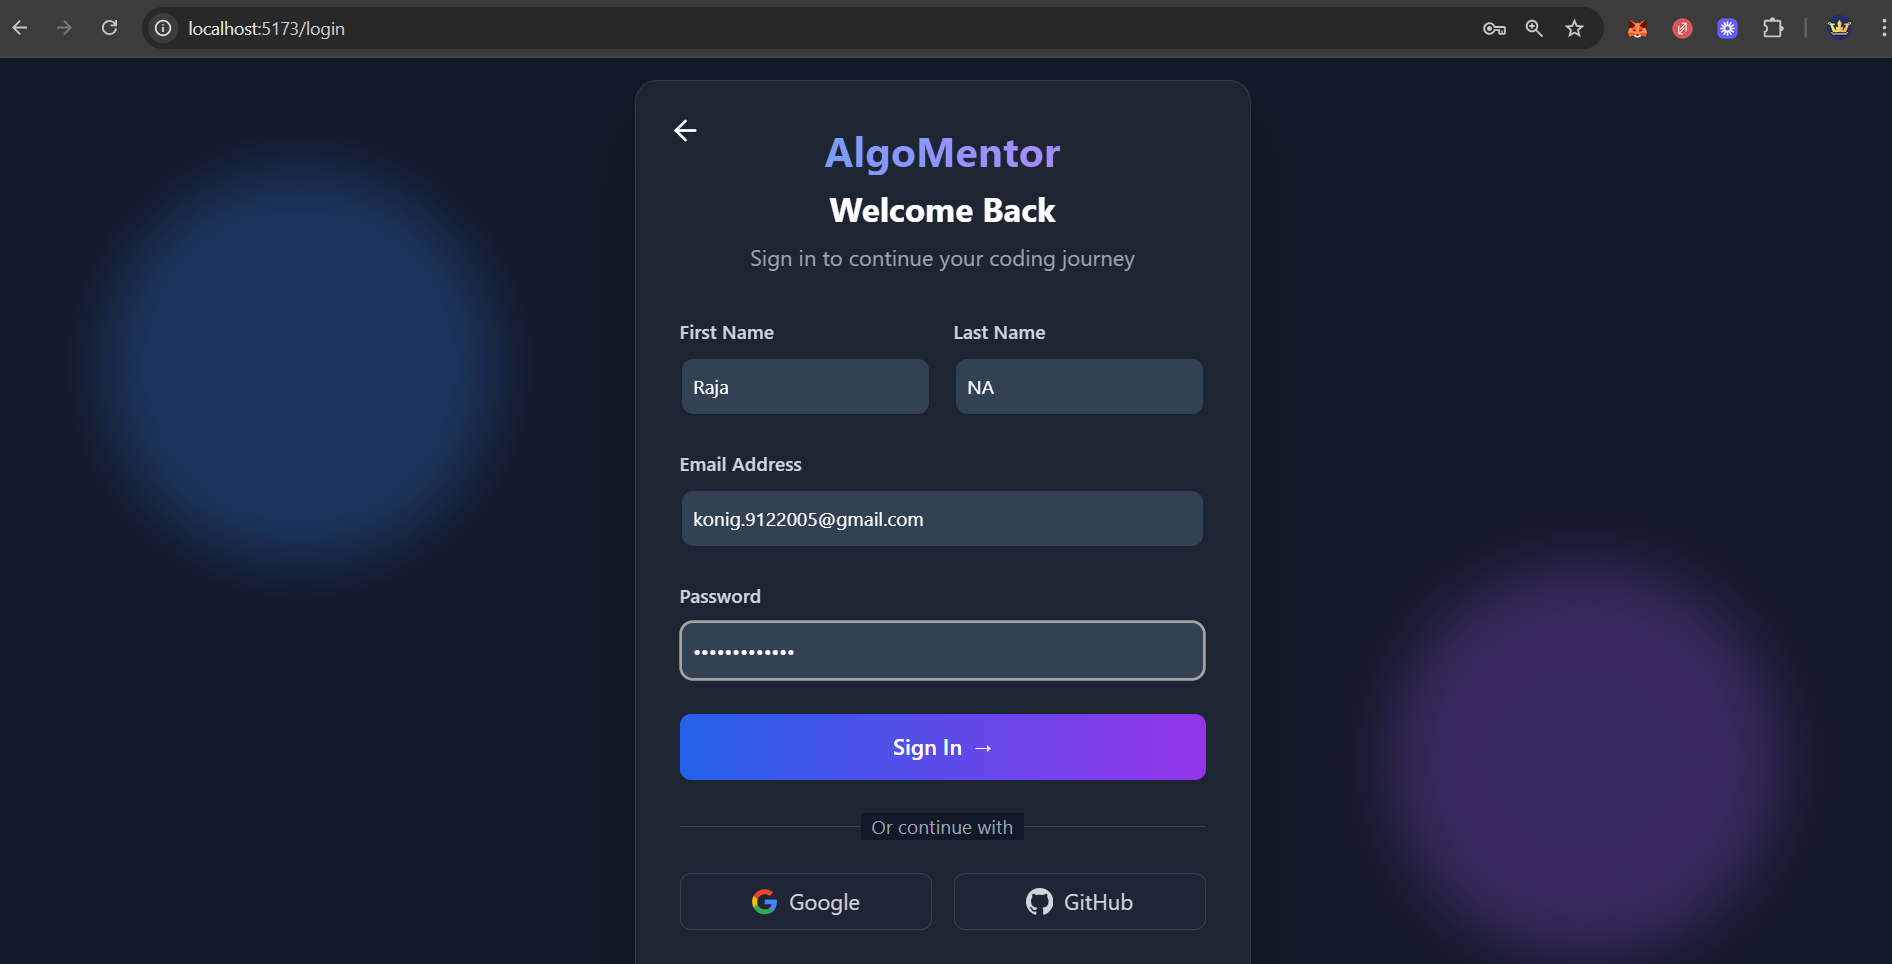 localhost:5173/login
AlgoMentor
Welcome Back
Sign in to continue your coding journey
First Name Last Name
Raja NA
Email Address
konig.9122005@gmail.com
Password
•••••••••••••
Sign In →
Or continue with
Google GitHub